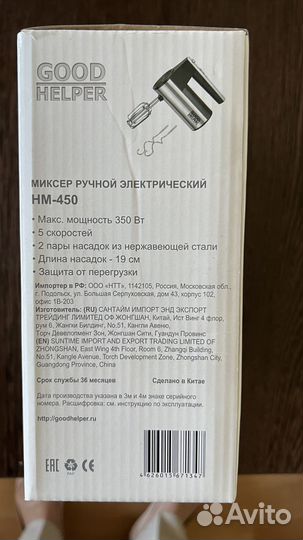 GOOD
HELPER
МИКСЕР РУЧНОЙ ЭЛЕКТРИЧЕСКИЙ
HM-450
• Макс. мощность 350 Вт
• 5 скоростей
• 2 пары насадок из нержавеющей стали
• Длина насадок - 19 см
• Защита от перегрузки
Импортер в РФ: ООО «НТТ», 1142105, Россия, Московская обл.,
г. Подольск, ул. Большая Серпуховская, дом 43, корпус 102,
офис 1В-203
Изготовитель: (RU) САНТАЙМ ИМПОРТ ЭНД ЭКСПОРТ
ТРЕЙДИНГ ЛИМИТЕД ОФ ЖОНГШАН, Китай, Ист Винг 4 флор,
рум 6, Жангки Билдинг, No.51, Кангли Авеню,
Торч Девелопмент Зон, Жонгшан Сити, Гуандун Провинс
(EN) SUNTIME IMPORT AND EXPORT TRADING LIMITED OF
ZHONGSHAN, East Wing 4th Floor, Room 6, Zhangqi Building,
No.51, Kangle Avenue, Torch Development Zone, Zhongshan City,
Guangdong Province, China
Срок службы 36 месяцев Сделано в Китае
Дата производства указана в 3м и 4м знаке серийного
номера. Расшифровка: см. инструкцию по эксплуатации.
http://goodhelper.ru
EAC
CE
4626015671347
Avito